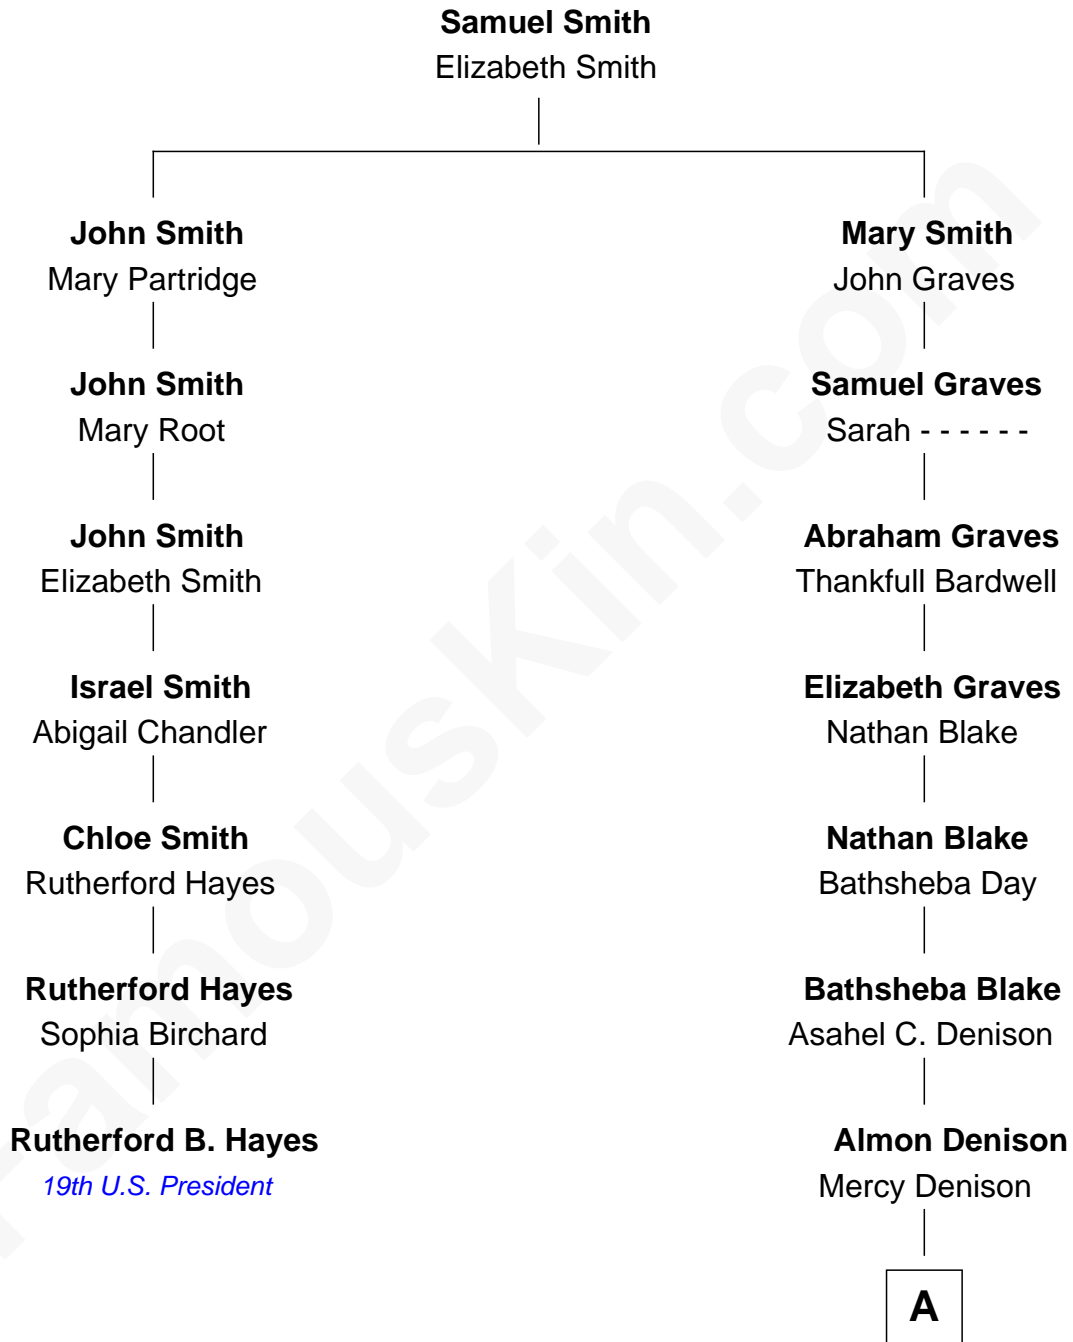 Samuel Smith
Elizabeth Smith
John Smith
Mary Partridge
John Smith
Mary Root
John Smith
Elizabeth Smith
Israel Smith
Abigail Chandler
Chloe Smith
Rutherford Hayes
Rutherford Hayes
Sophia Birchard
Rutherford B. Hayes
19th U.S. President
Mary Smith
John Graves
Samuel Graves
Sarah - - - - - -
Abraham Graves
Thankfull Bardwell
Elizabeth Graves
Nathan Blake
Nathan Blake
Bathsheba Day
Bathsheba Blake
Asahel C. Denison
Almon Denison
Mercy Denison
A
FamousKin.com